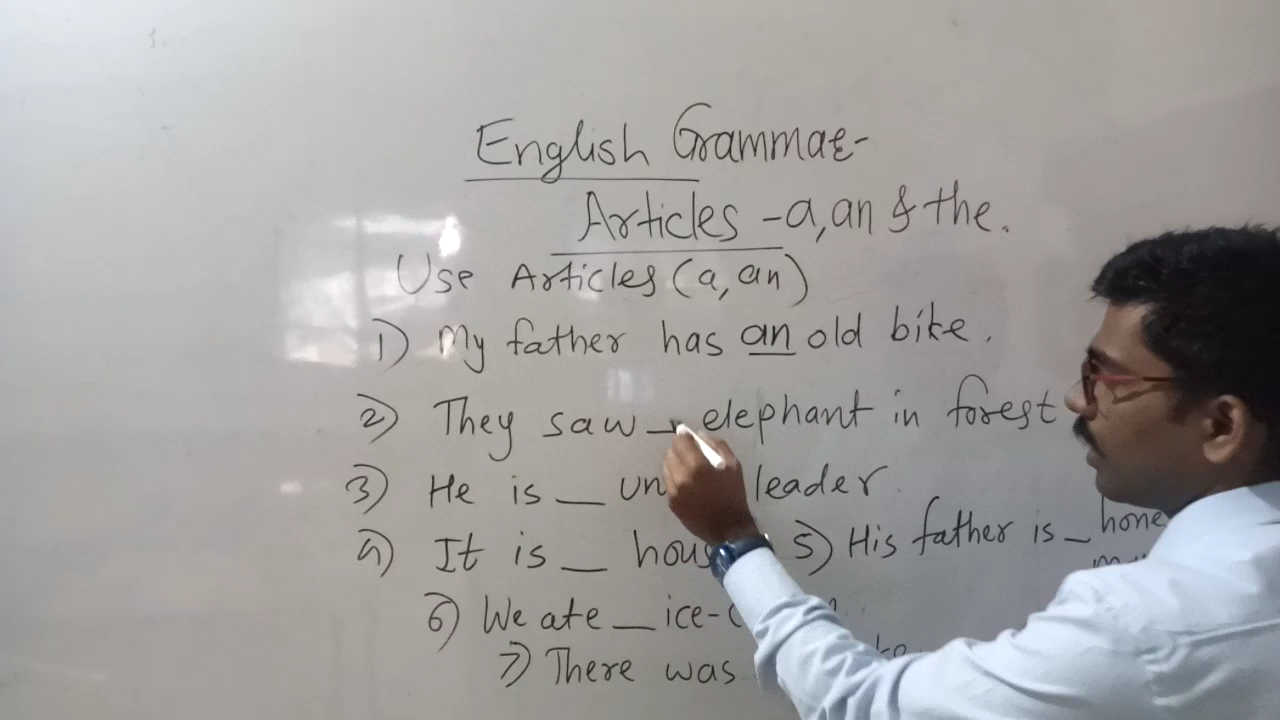 English Grammar-
Articles - a, an & the.
Use Articles (a, an)
1) My father has an old bike.
2) They saw _ elephant in forest
3) He is _ leader.
4) It is _
5) His father is _
6) We ate _
7) There was